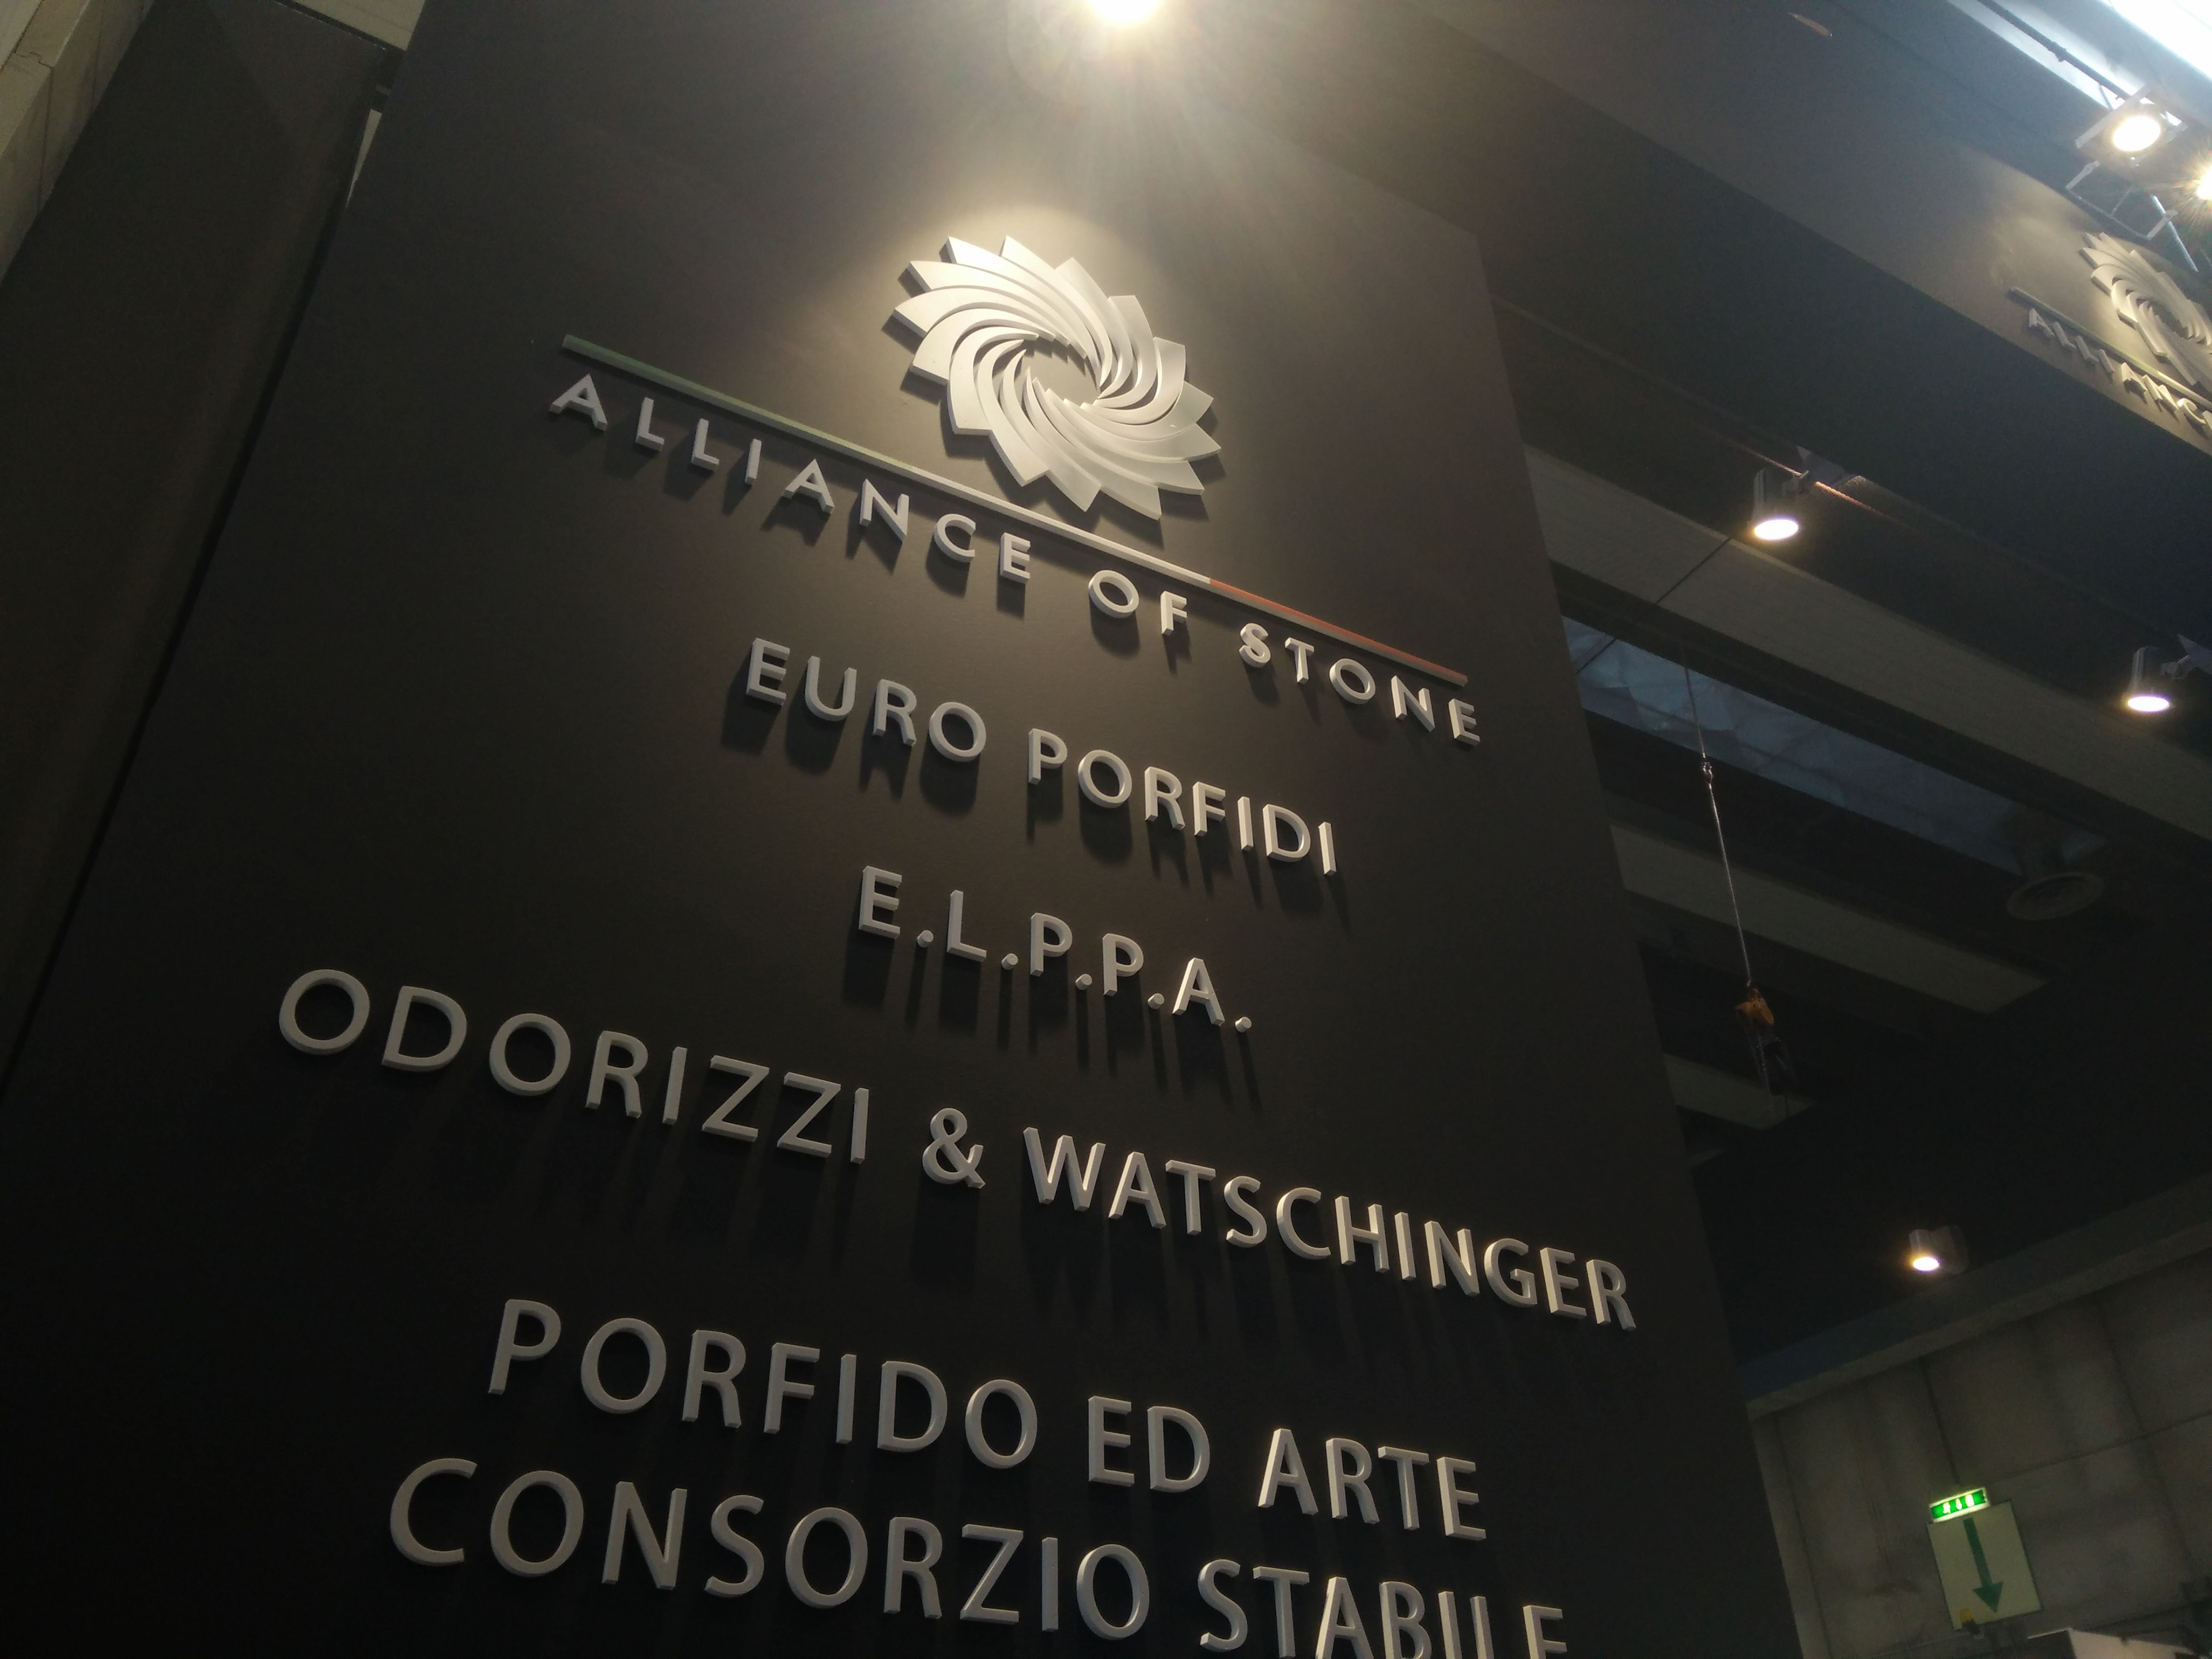 ALLIANCE OF STONE
EURO PORFIDI
E.L.P.P.A.
ODORIZZI & WATSCHINGER
PORFIDO ED ARTE
CONSORZIO STABILE